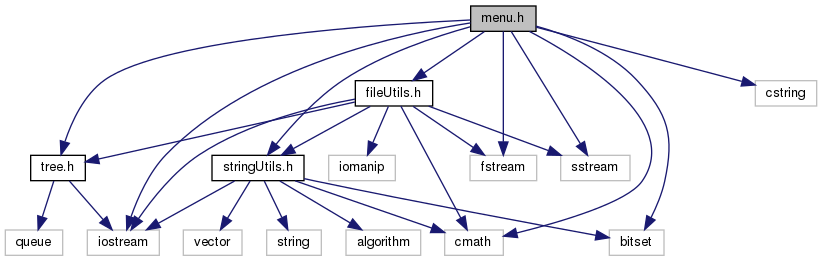 menu.h
fileUtils.h
cstring
tree.h
stringUtils.h
iomanip
fstream
sstream
queue
iostream
vector
string
algorithm
cmath
bitset